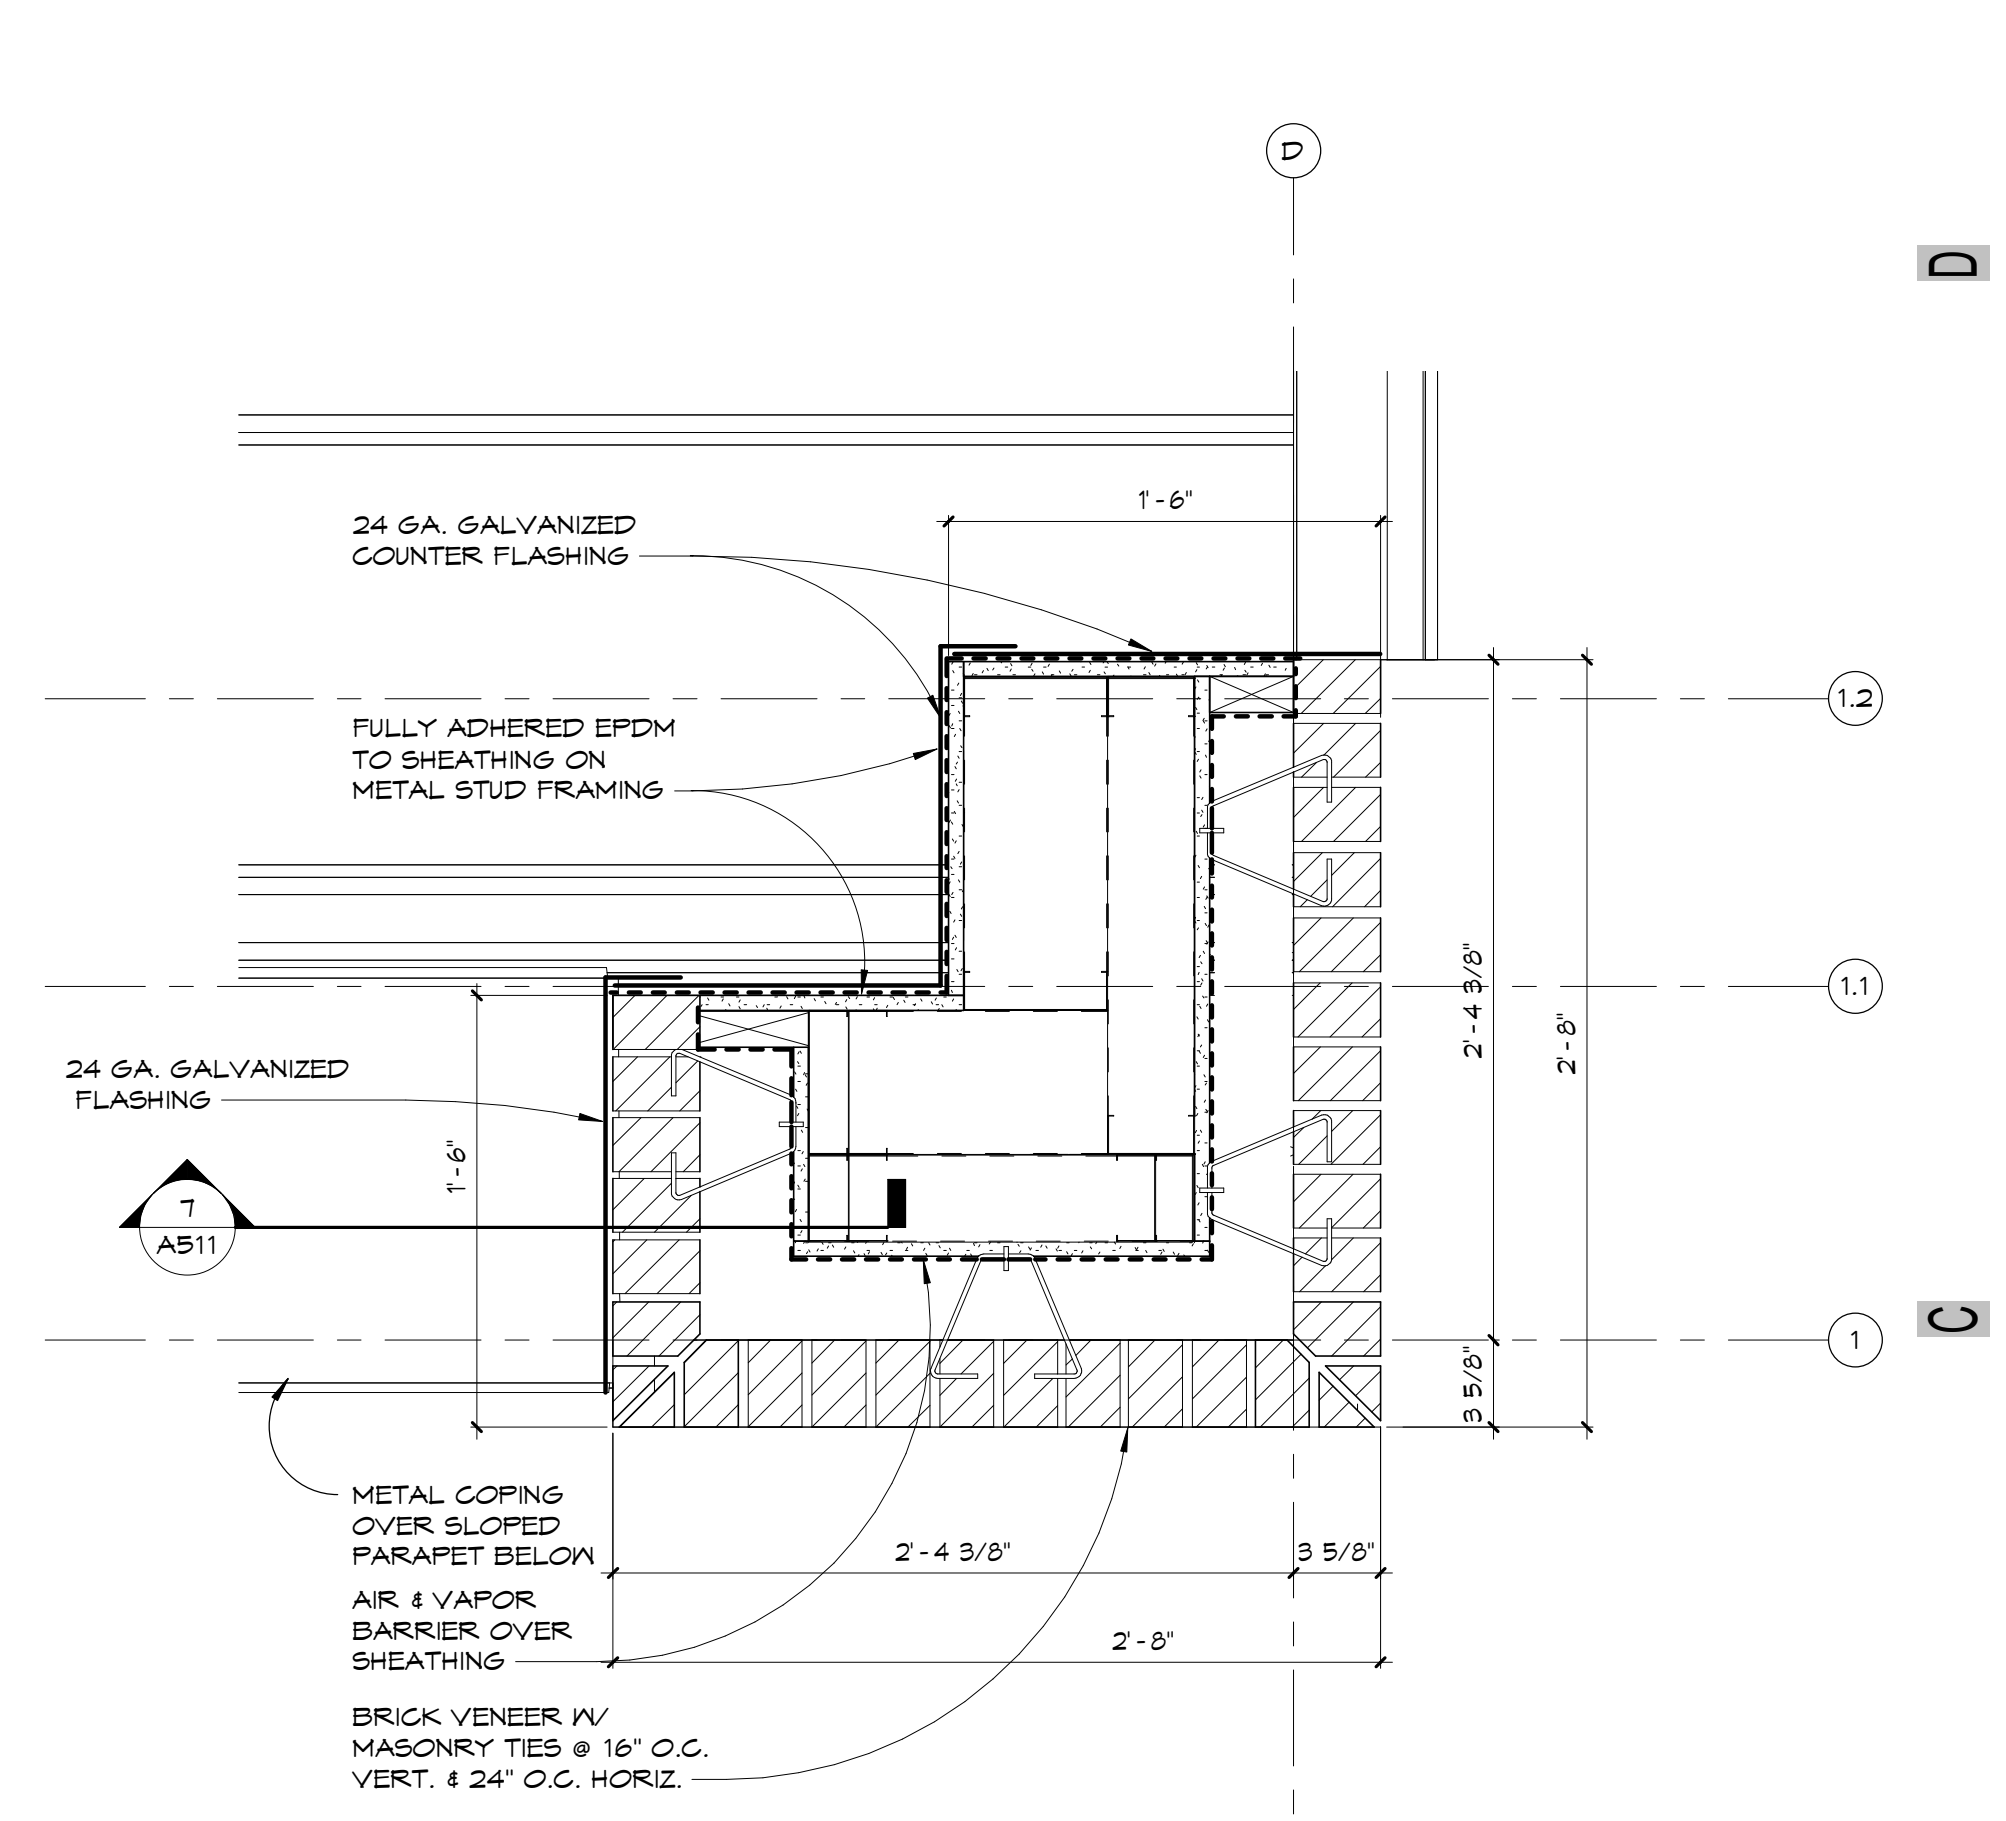 D
D
1'-6"
24 GA. GALVANIZED
COUNTER FLASHING
1.2
FULLY ADHERED EPDM
TO SHEATHING ON
METAL STUD FRAMING
1.1
2'-4 3/8"
2'-8"
24 GA. GALVANIZED
FLASHING
1'-6"
7
A511
C
1
3 5/8"
METAL COPING
OVER SLOPED
PARAPET BELOW
2'-4 3/8"
3 5/8"
AIR & VAPOR
BARRIER OVER
SHEATHING
2'-8"
BRICK VENEER W/
MASONRY TIES @ 16" O.C.
VERT. & 24" O.C. HORIZ.